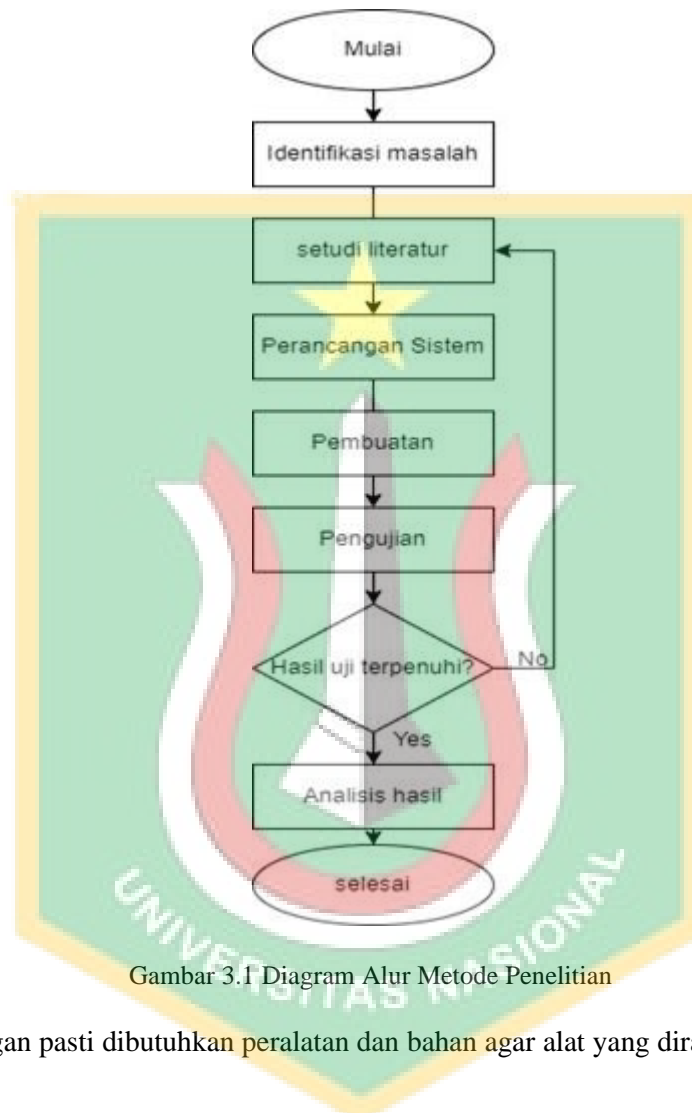 Mulai
Identifikasi masalah
setudi literatur
Perancangan Sistem
Pembuatan
Pengujian
Hasil uji terpenuhi?
No
Yes
Analisis hasil
selesai
UNIVERSITAS NASIONAL
Gambar 3.1 Diagram Alur Metode Penelitian
gan pasti dibutuhkan peralatan dan bahan agar alat yang dira